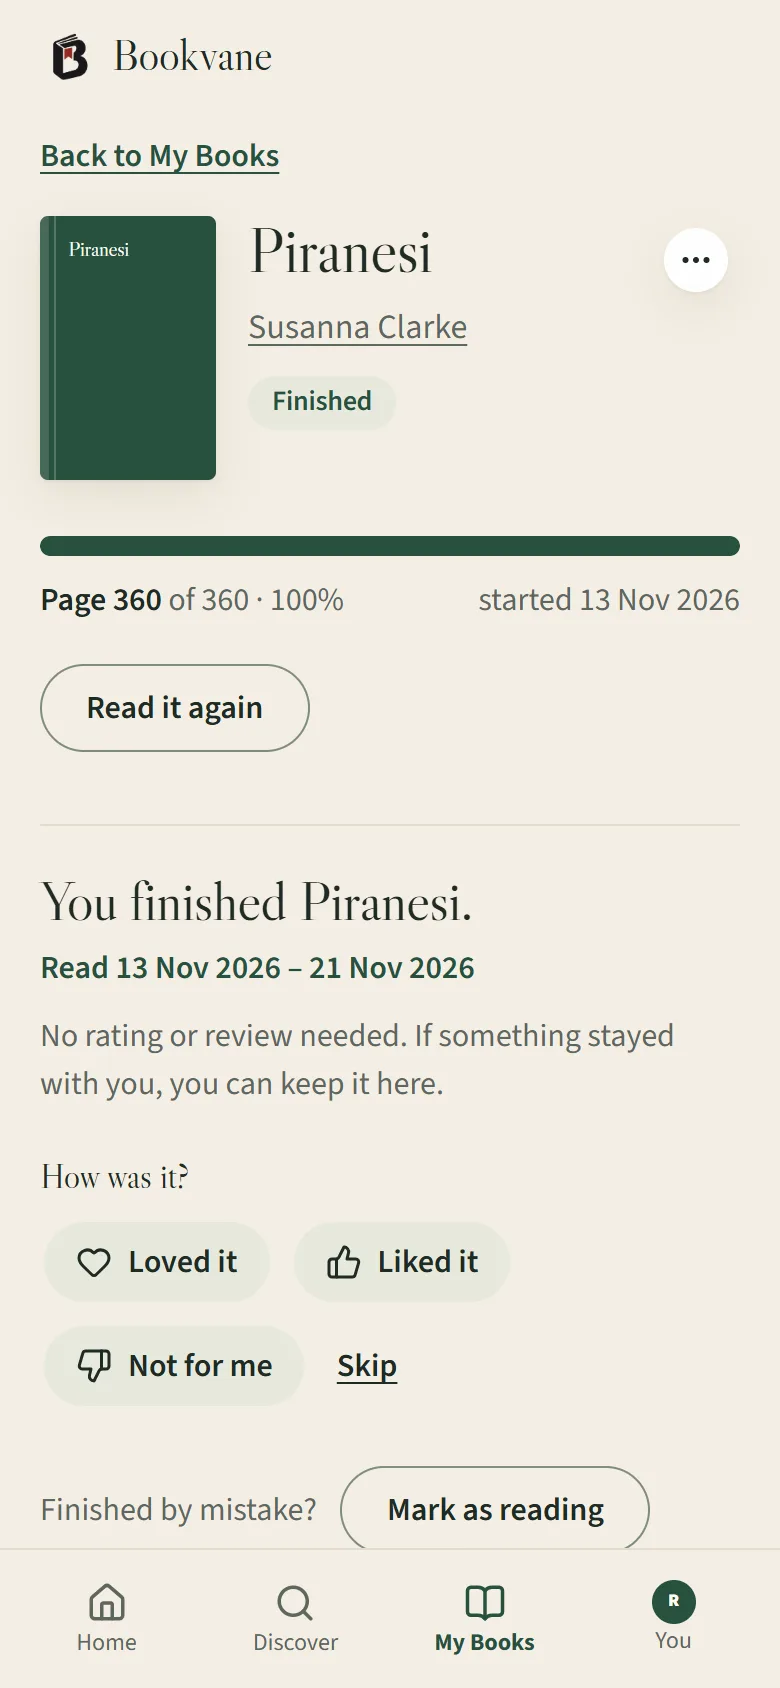 Bookvane
Back to My Books
Piranesi
Piranesi
Susanna Clarke
Finished
Page 360 of 360 · 100%
started 13 Nov 2026
Read it again
You finished Piranesi.
Read 13 Nov 2026 – 21 Nov 2026
No rating or review needed. If something stayed
with you, you can keep it here.
How was it?
Loved it
Liked it
Not for me
Skip
Finished by mistake?
Mark as reading
Home
Discover
My Books
R
You